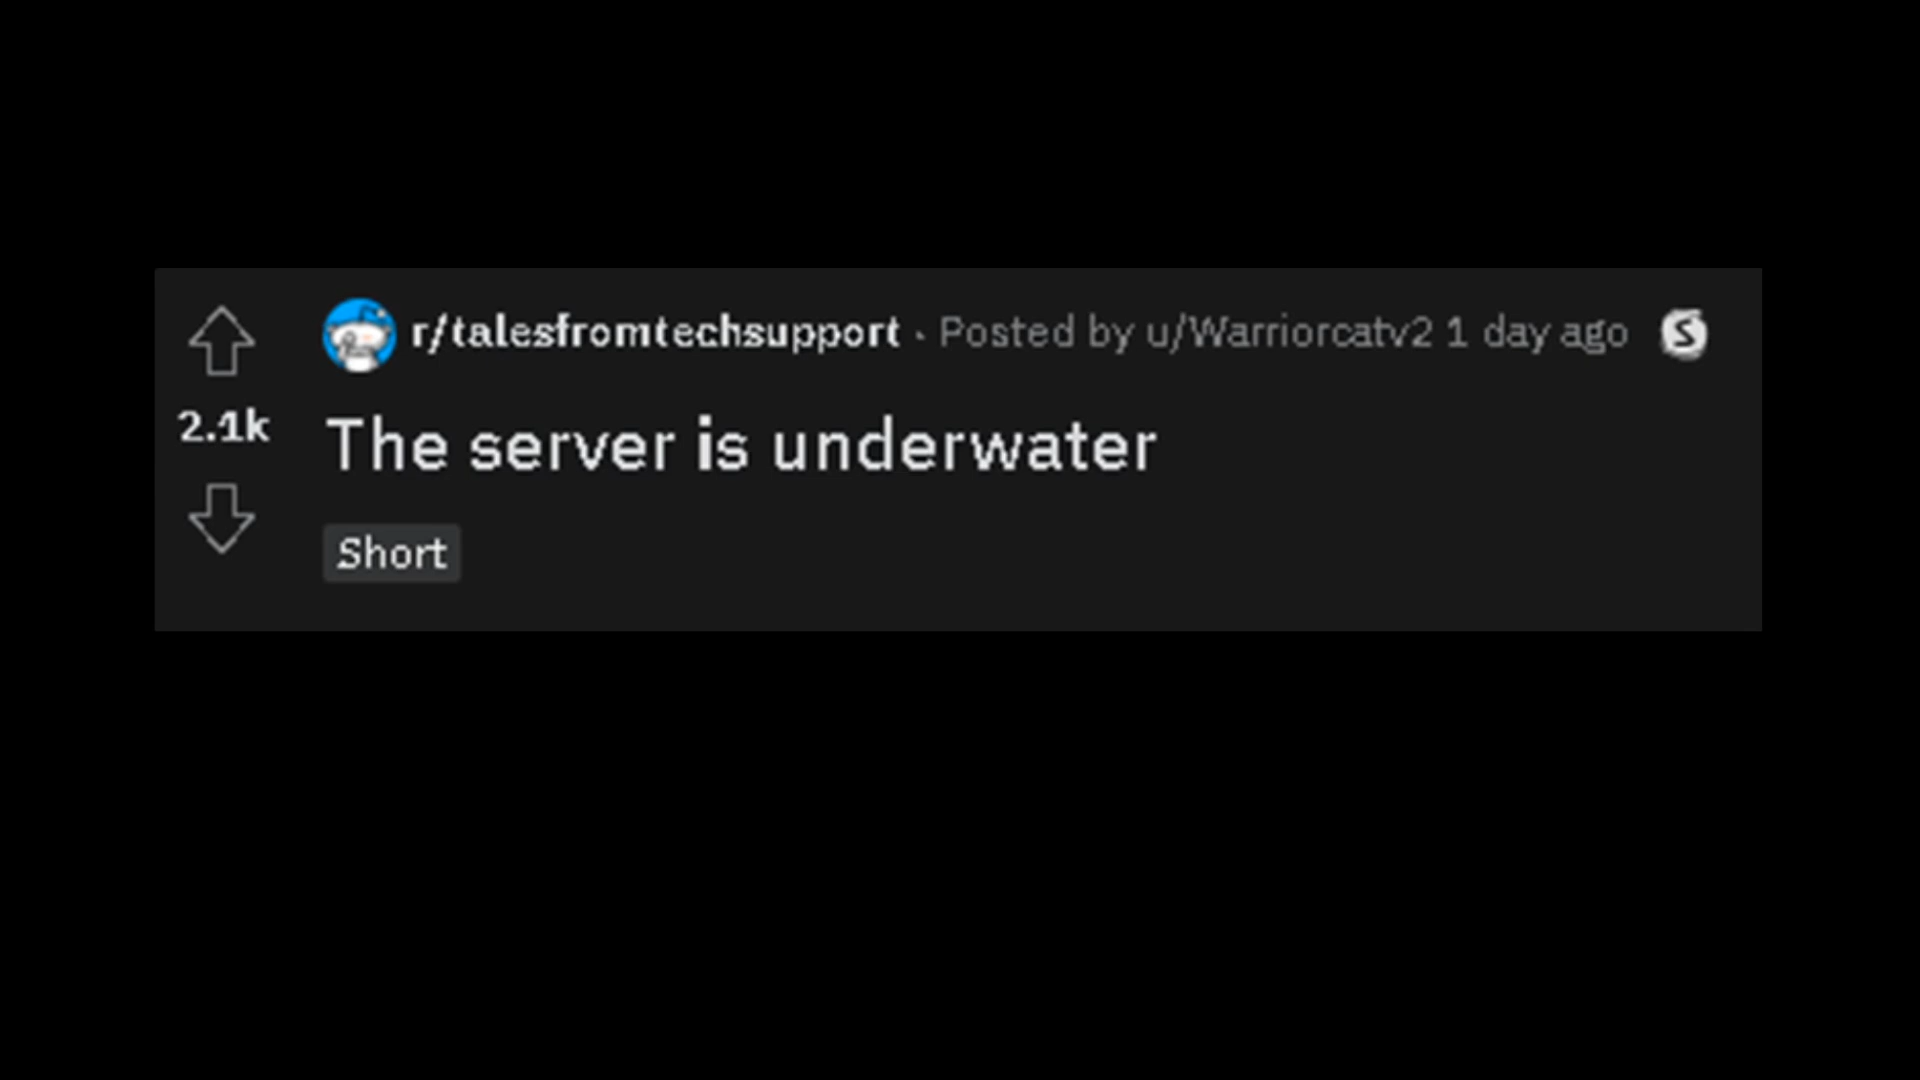 r/talesfromtechsupport · Posted by u/Warriorcatv2 1 day ago S
2.1k
The server is underwater
Short